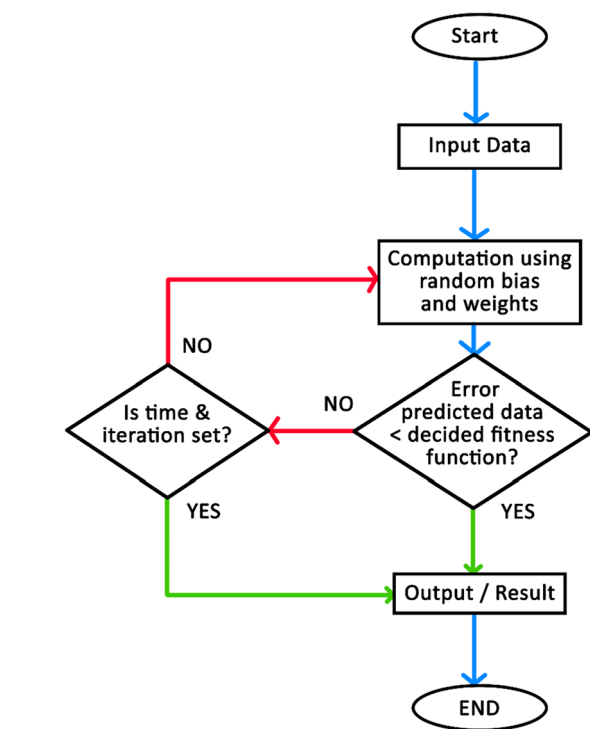 Start
Input Data
Computation using
random bias
and weights
NO
Error
predicted data
< decided fitness
function?
NO
Is time &
iteration set?
YES
YES
Output / Result
END